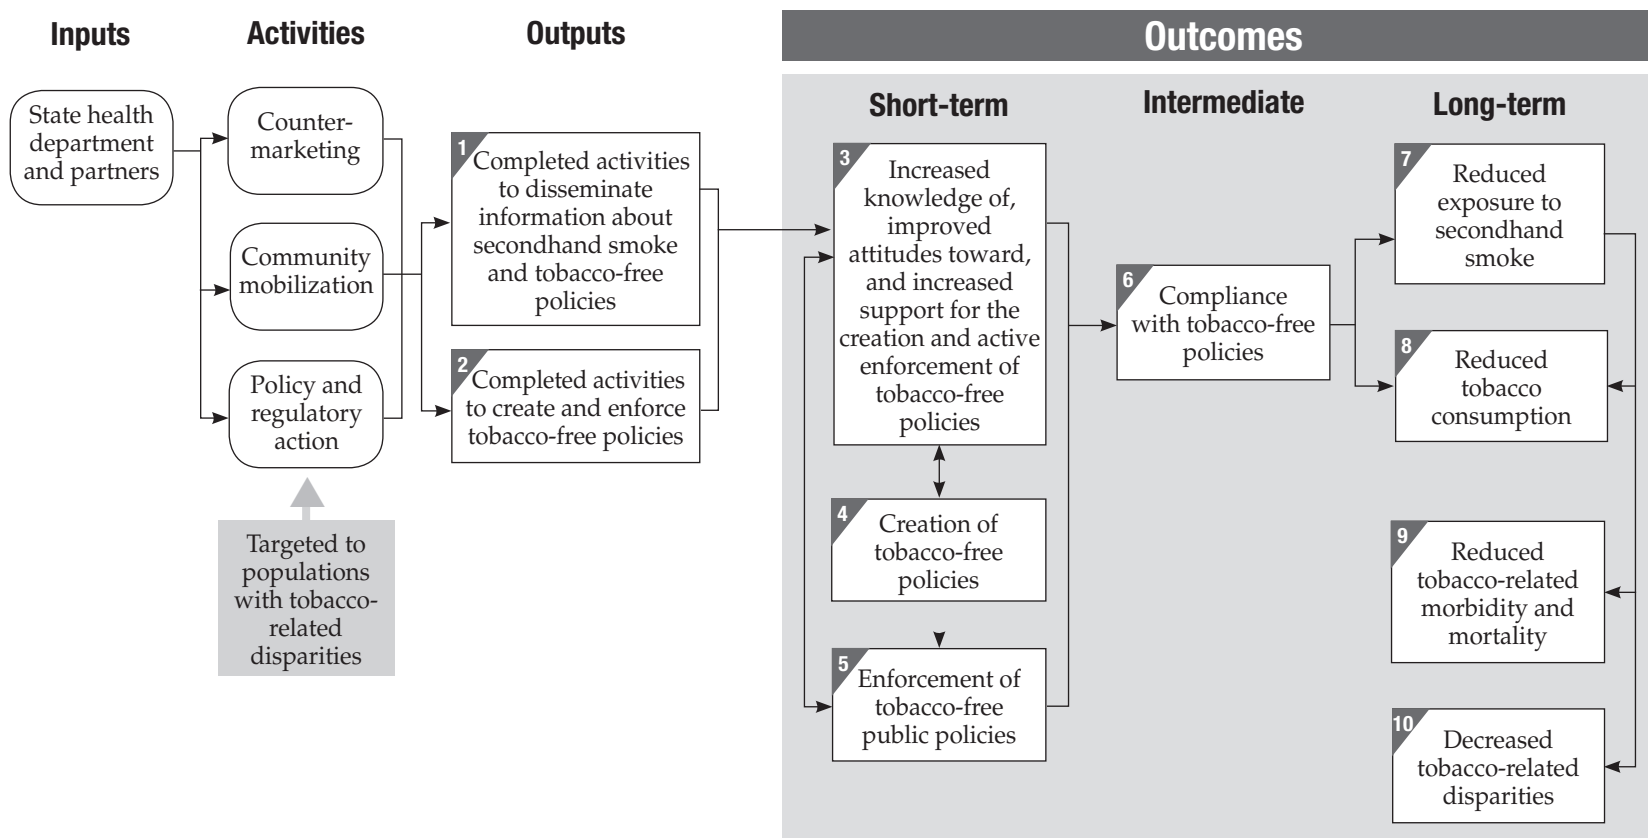 Inputs
Activities
Outputs
Outcomes
Short-term
Intermediate
Long-term
State health
department
and partners
Counter-
marketing
Community
mobilization
Policy and
regulatory
action
Targeted to
populations
with tobacco-
related
disparities
1
Completed activities
to disseminate
information about
secondhand smoke
and tobacco-free
policies
2
Completed activities
to create and enforce
tobacco-free policies
3
Increased
knowledge of,
improved
attitudes toward,
and increased
support for the
creation and active
enforcement of
tobacco-free
policies
4
Creation of
tobacco-free
policies
5
Enforcement of
tobacco-free
public policies
6
Compliance
with tobacco-free
policies
7
Reduced
exposure to
secondhand
smoke
8
Reduced
tobacco
consumption
9
Reduced
tobacco-related
morbidity and
mortality
10
Decreased
tobacco-related
disparities